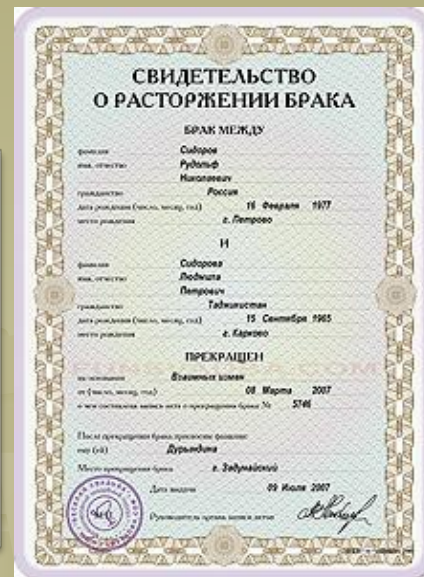 СВИДЕТЕЛЬСТВО
О РАСТОРЖЕНИИ БРАКА
БРАК МЕЖДУ
фамилия Сидоров
имя, отчество Рудольф
Николаевич
гражданство Россия
дата рождения (число, месяц, год) 16 Февраля 1977
место рождения г. Петрово
И
фамилия Сидорова
имя, отчество Людмила
Петрович
гражданство Таджикистан
дата рождения (число, месяц, год) 15 Сентября 1985
место рождения г. Карково
ПРЕКРАЩЕН
на основании Взаимных измен
от (число, месяц, год) 08 Марта 2007
о чем составлена запись акта о прекращении брака № 5746
После прекращения брака присвоены фамилии:
ему (ей) Дурындина
Место прекращения брака г. Задунайский
Дата выдачи 09 Июля 2007
Руководитель органа записи актов